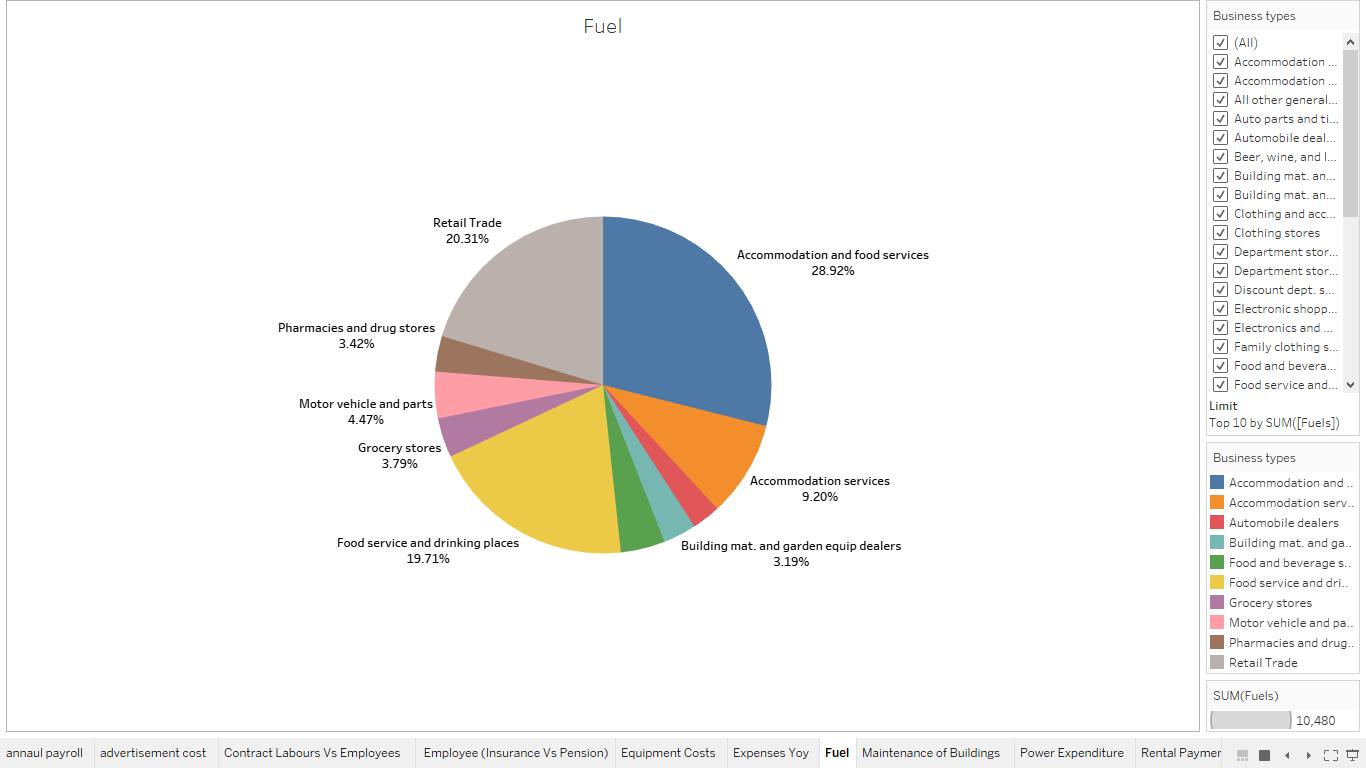 Fuel
Retail Trade
20.31%
Accommodation and food services
28.92%
Pharmacies and drug stores
3.42%
Motor vehicle and parts
4.47%
Grocery stores
3.79%
Accommodation services
9.20%
Food service and drinking places
19.71%
Building mat. and garden equip dealers
3.19%
Business types
(All)
Accommodation ...
Accommodation ...
All other general...
Auto parts and ti...
Automobile deal...
Beer, wine, and l...
Building mat. an...
Building mat. an...
Clothing and acc...
Clothing stores
Department stor...
Department stor...
Discount dept. s...
Electronic shopp...
Electronics and ...
Family clothing s...
Food and bevera...
Food service and...
Limit
Top 10 by SUM([Fuels])
Business types
Accommodation and ..
Accommodation serv..
Automobile dealers
Building mat. and ga..
Food and beverage s..
Food service and dri..
Grocery stores
Motor vehicle and pa..
Pharmacies and drug..
Retail Trade
SUM(Fuels)
10,480
annaul payroll advertisement cost Contract Labours Vs Employees Employee (Insurance Vs Pension) Equipment Costs Expenses Yoy Fuel Maintenance of Buildings Power Expenditure Rental Paymer